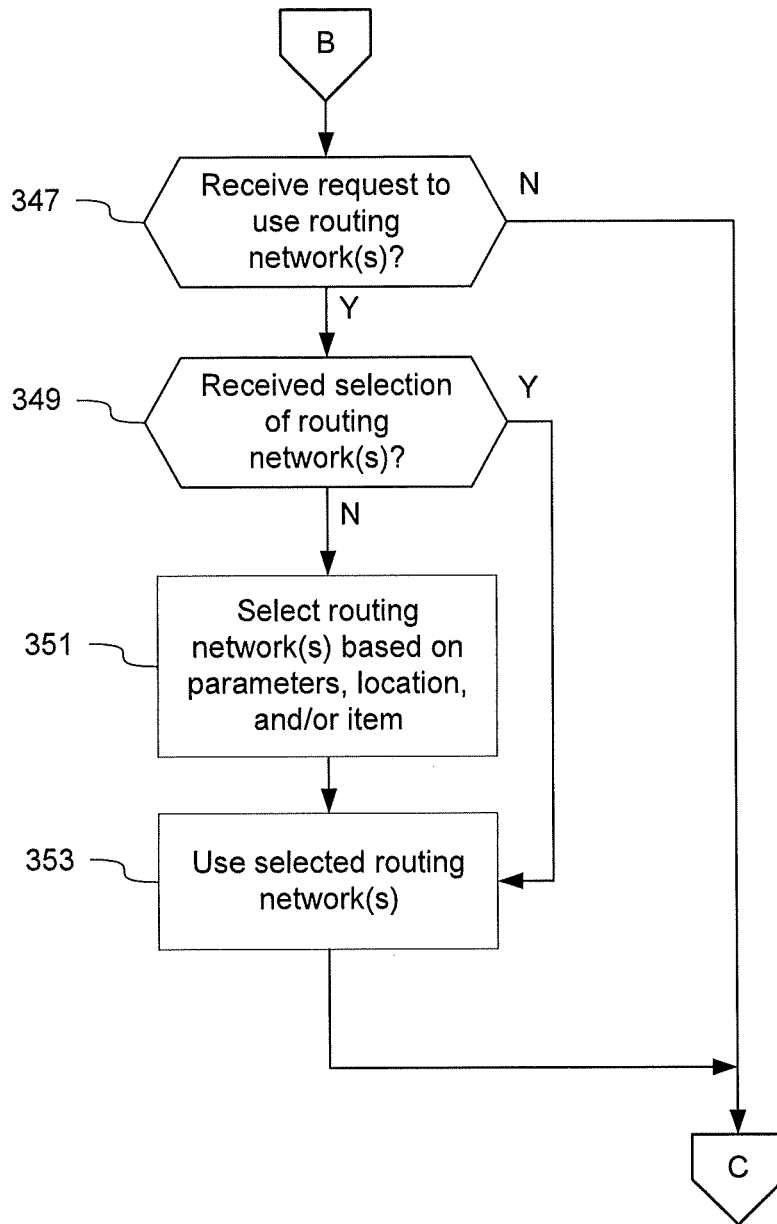 B
Receive request to
use routing
network(s)?
N
347
Y
Received selection
of routing
network(s)?
Y
349
N
Select routing
network(s) based on
parameters, location,
and/or item
351
Use selected routing
network(s)
353
C